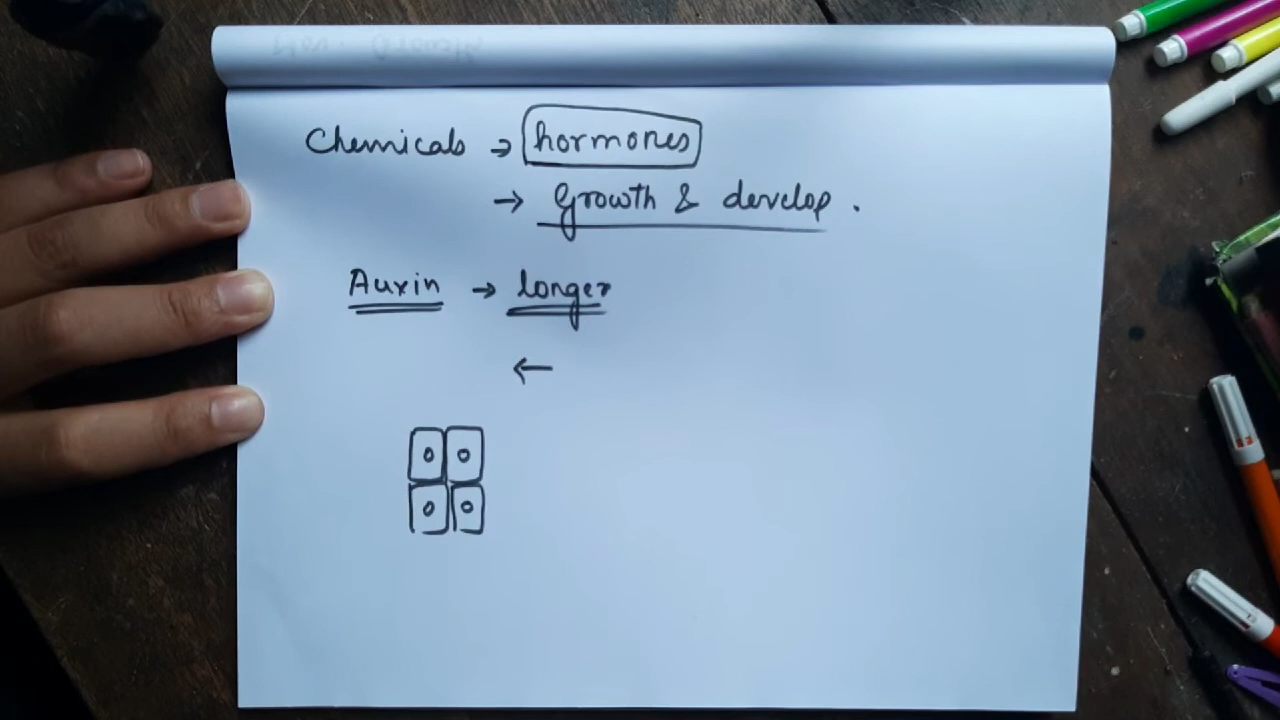 Chemicals → hormones
→ Growth & develop.
Auxin → longer
←